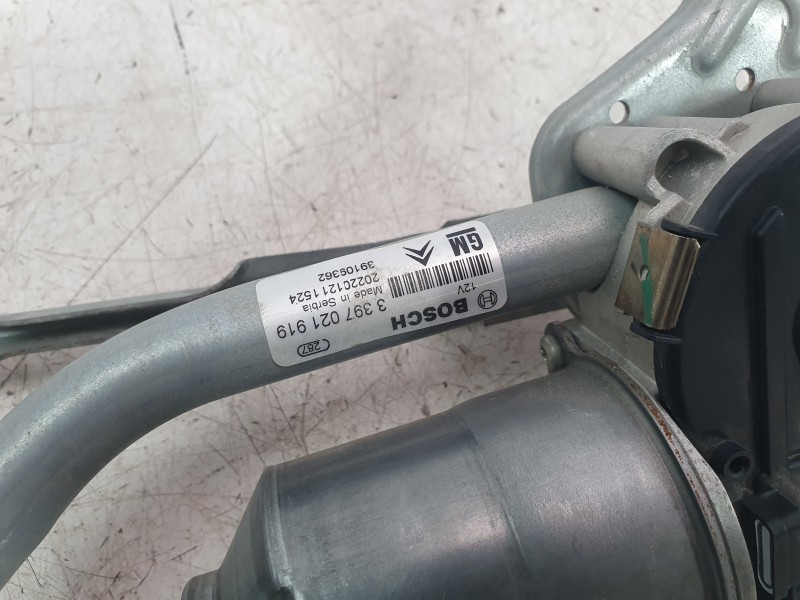 BOSCH
12V
3 397 021 919
287
20220121 1524
Made in Serbia
GM
39109362